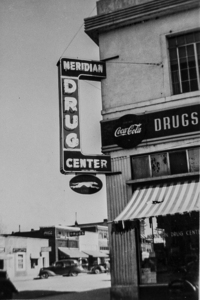 MERIDIAN
DRUG
CENTER
Coca-Cola
DRUGS